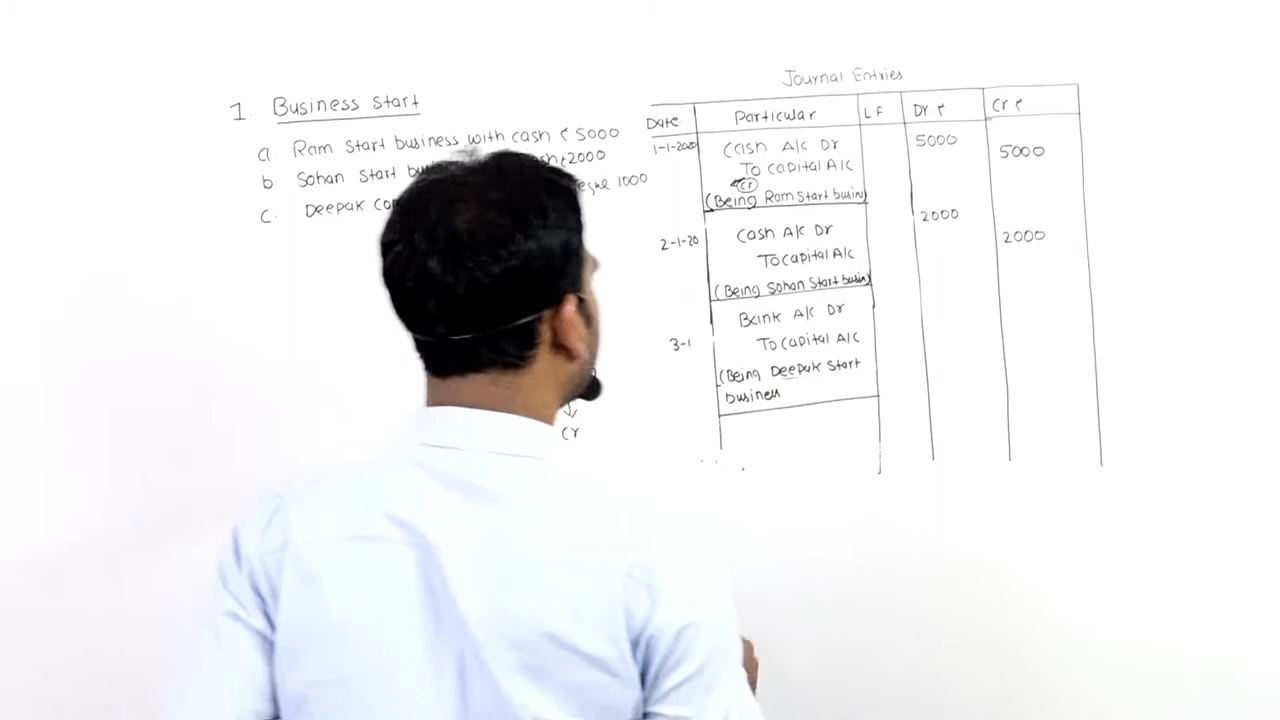 1. Business Start
a. Ram Start business with cash ₹ 5000
b. Sohan Start ₹2000
c. Deepak 1000
Cr
Journal Entries
Date Particular L.F Dr. ₹ Cr ₹
1-1-2020 Cash A/c Dr 5000
To capital A/c 5000
Cr
(Being Ram Start busin)
2000
2-1-20 Cash A/c Dr 2000
To capital A/c
(Being Sohan Start busin)
Bank A/c Dr
3-1 To capital A/c
(Being Deepak Start
business